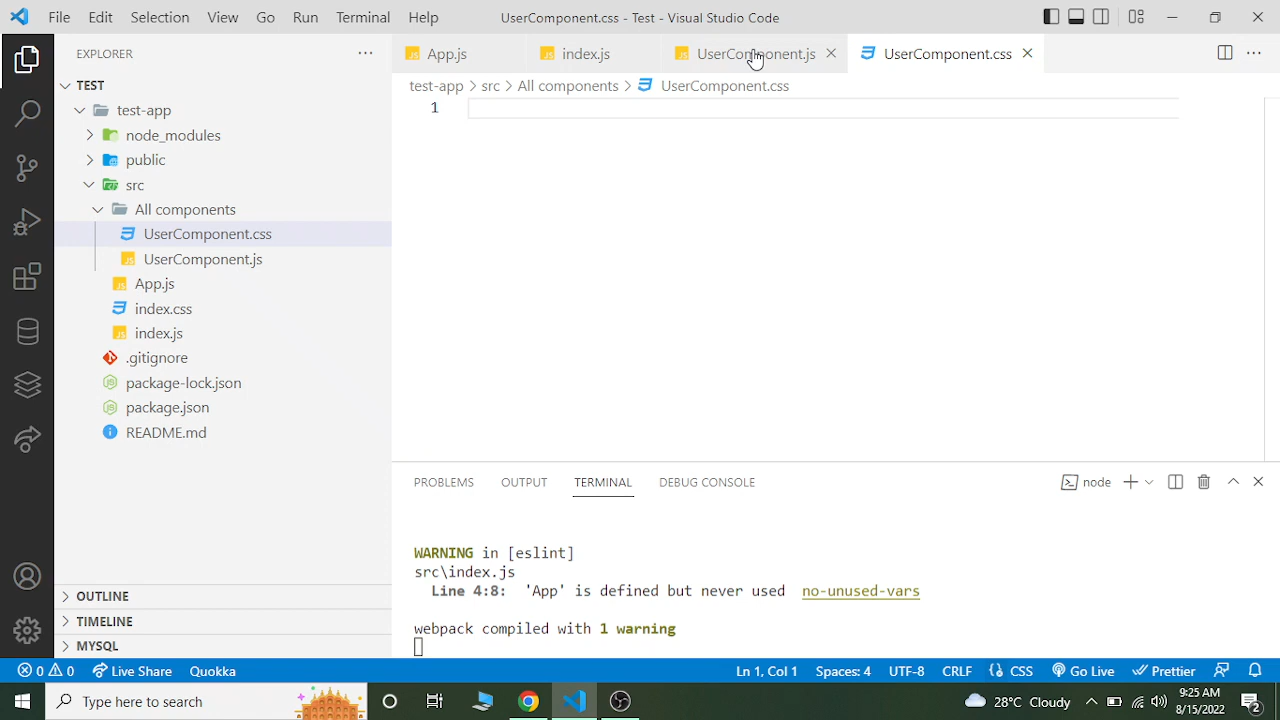 File Edit Selection View Go Run Terminal Help UserComponent.css - Test - Visual Studio Code
EXPLORER
App.js index.js UserComponent.js UserComponent.css
TEST
test-app > src > All components > UserComponent.css
1
test-app
node_modules
public
src
All components
UserComponent.css
UserComponent.js
App.js
index.css
index.js
.gitignore
package-lock.json
package.json
README.md
OUTLINE
TIMELINE
MYSQL
PROBLEMS OUTPUT TERMINAL DEBUG CONSOLE node
WARNING in [eslint]
src\index.js
Line 4:8: 'App' is defined but never used no-unused-vars
webpack compiled with 1 warning
0 0 Live Share Quokka Ln 1, Col 1 Spaces: 4 UTF-8 CRLF CSS Go Live Prettier
Type here to search 28°C Cloudy 9:25 AM
8/15/2022 2